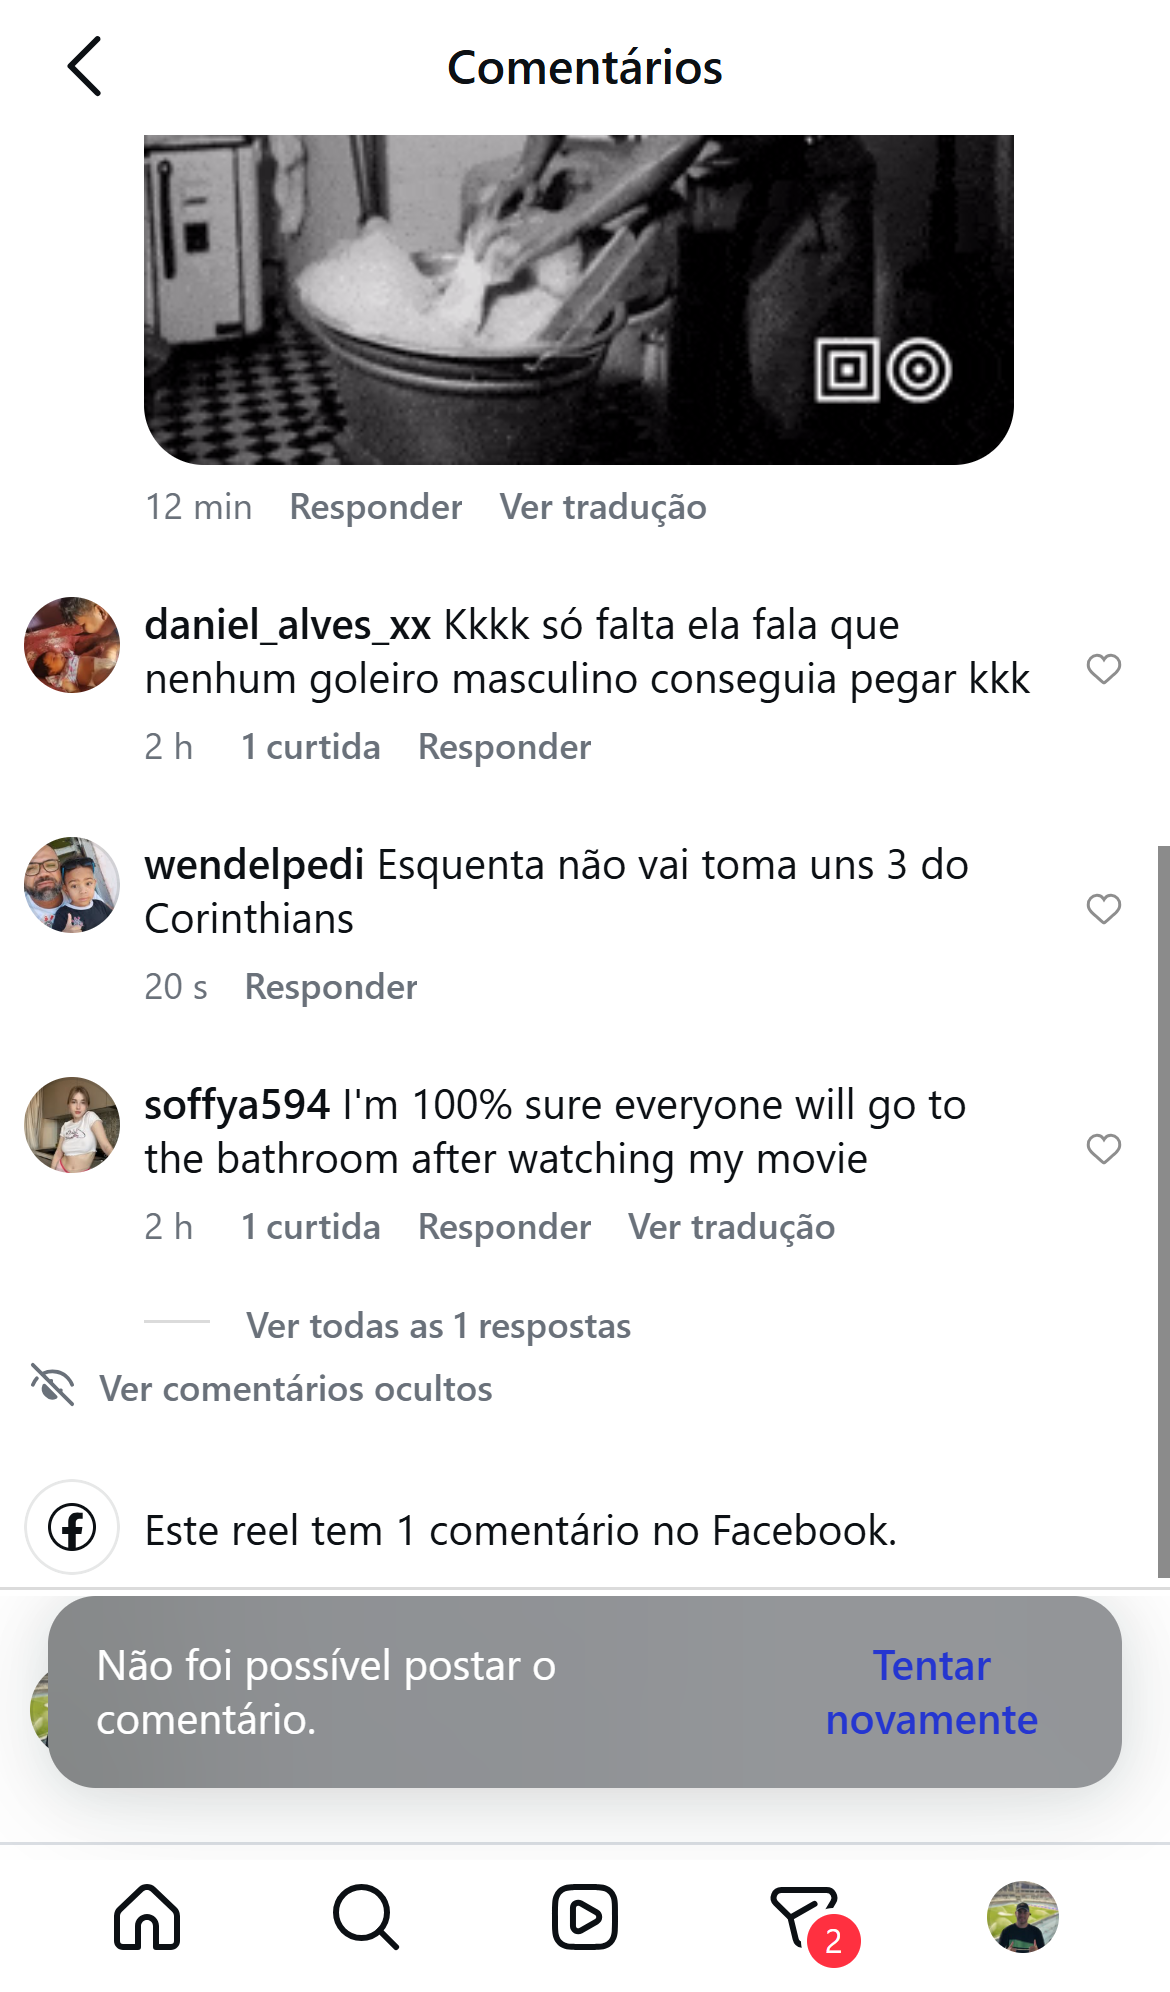 Comentários
12 min Responder Ver tradução
daniel_alves_xx Kkkk só falta ela fala que
nenhum goleiro masculino conseguia pegar kkk
2 h 1 curtida Responder
wendelpedi Esquenta não vai toma uns 3 do
Corinthians
20 s Responder
soffya594 I'm 100% sure everyone will go to
the bathroom after watching my movie
2 h 1 curtida Responder Ver tradução
Ver todas as 1 respostas
Ver comentários ocultos
Este reel tem 1 comentário no Facebook.
Não foi possível postar o
comentário.
Tentar
novamente
2